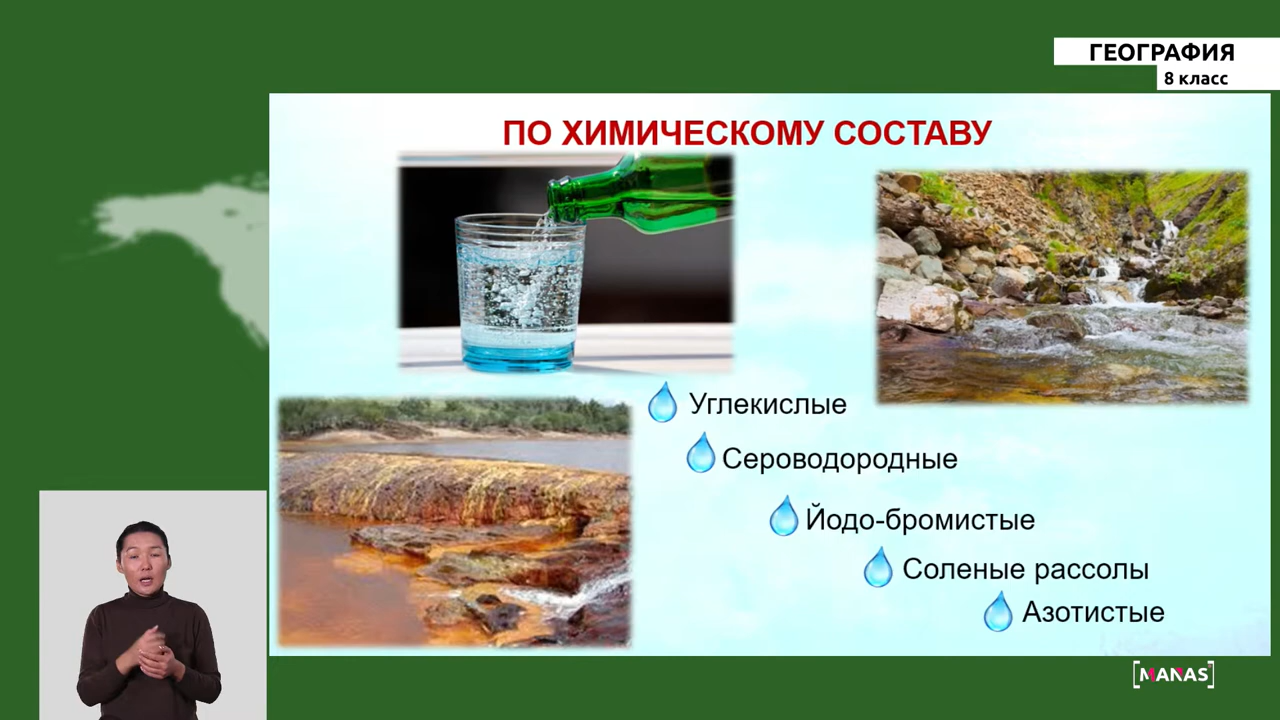 ГЕОГРАФИЯ
8 класс
ПО ХИМИЧЕСКОМУ СОСТАВУ
Углекислые
Сероводородные
Йодо-бромистые
Соленые рассолы
Азотистые
[MANAS]